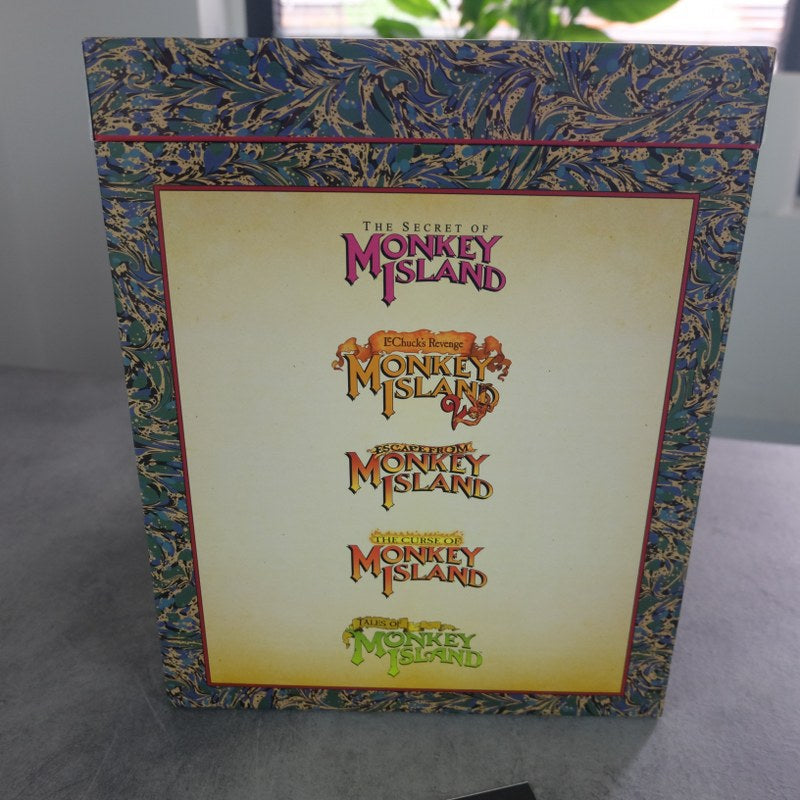 THE SECRET OF
MONKEY
ISLAND
LeChuck's Revenge
MONKEY
ISLAND
2
ESCAPE FROM
MONKEY
ISLAND
THE CURSE OF
MONKEY
ISLAND
TALES OF
MONKEY
ISLAND